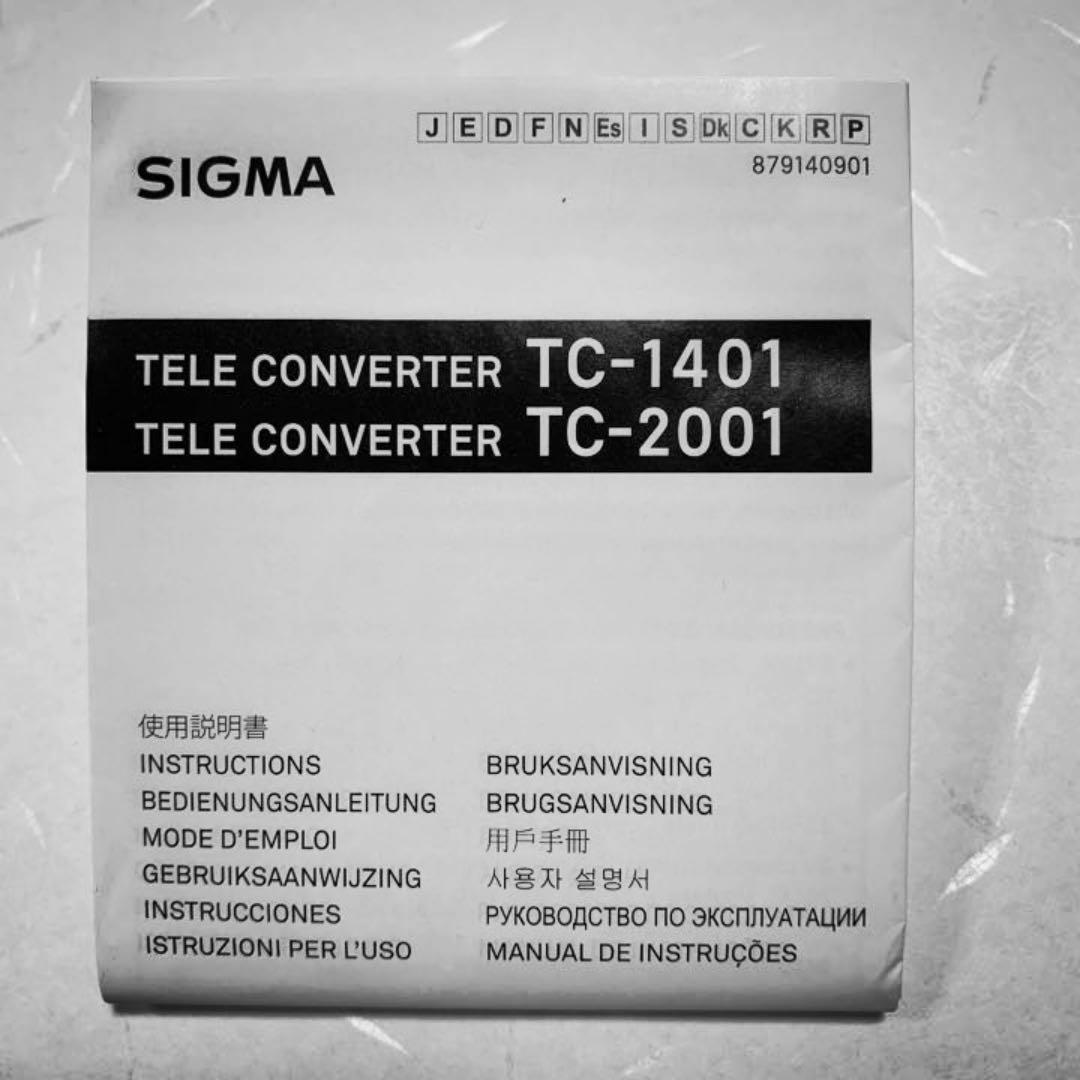 J E D F N Es I S Dk C K R P
SIGMA
879140901
TELE CONVERTER TC-1401
TELE CONVERTER TC-2001
使用説明書
INSTRUCTIONS
BEDIENUNGSANLEITUNG
MODE D'EMPLOI
GEBRUIKSAANWIJZING
INSTRUCCIONES
ISTRUZIONI PER L'USO
BRUKSANVISNING
BRUGSANVISNING
用戶手冊
사용자 설명서
РУКОВОДСТВО ПО ЭКСПЛУАТАЦИИ
MANUAL DE INSTRUÇÕES